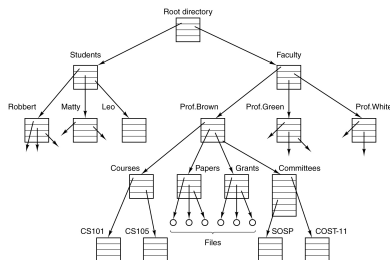 Root directory
Students
Faculty
Robbert
Matty
Leo
Prof.Brown
Prof.Green
Prof.White
Courses
Papers
Grants
Committees
CS101
CS105
Files
SOSP
COST-11